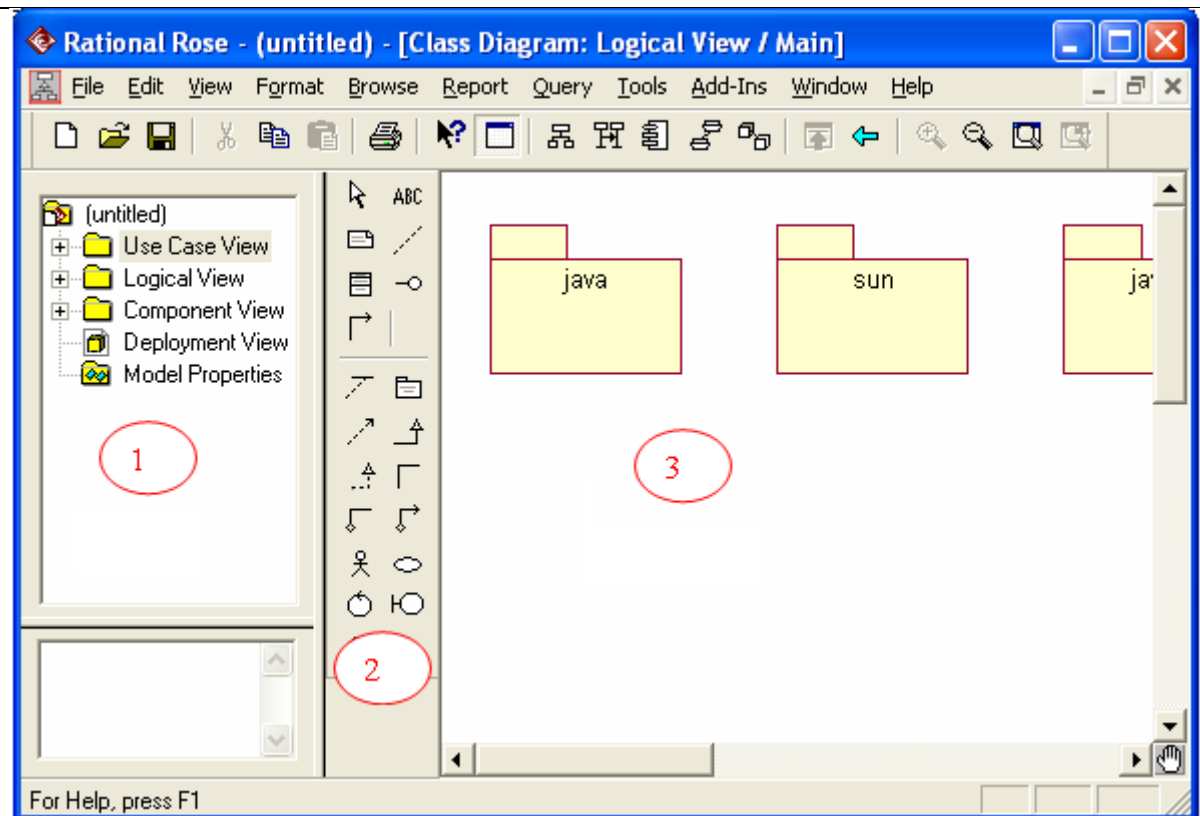 Rational Rose - (untitled) - [Class Diagram: Logical View / Main]
File Edit View Format Browse Report Query Tools Add-Ins Window Help
(untitled)
Use Case View
Logical View
Component View
Deployment View
Model Properties
1
ABC
2
java
sun
3
For Help, press F1